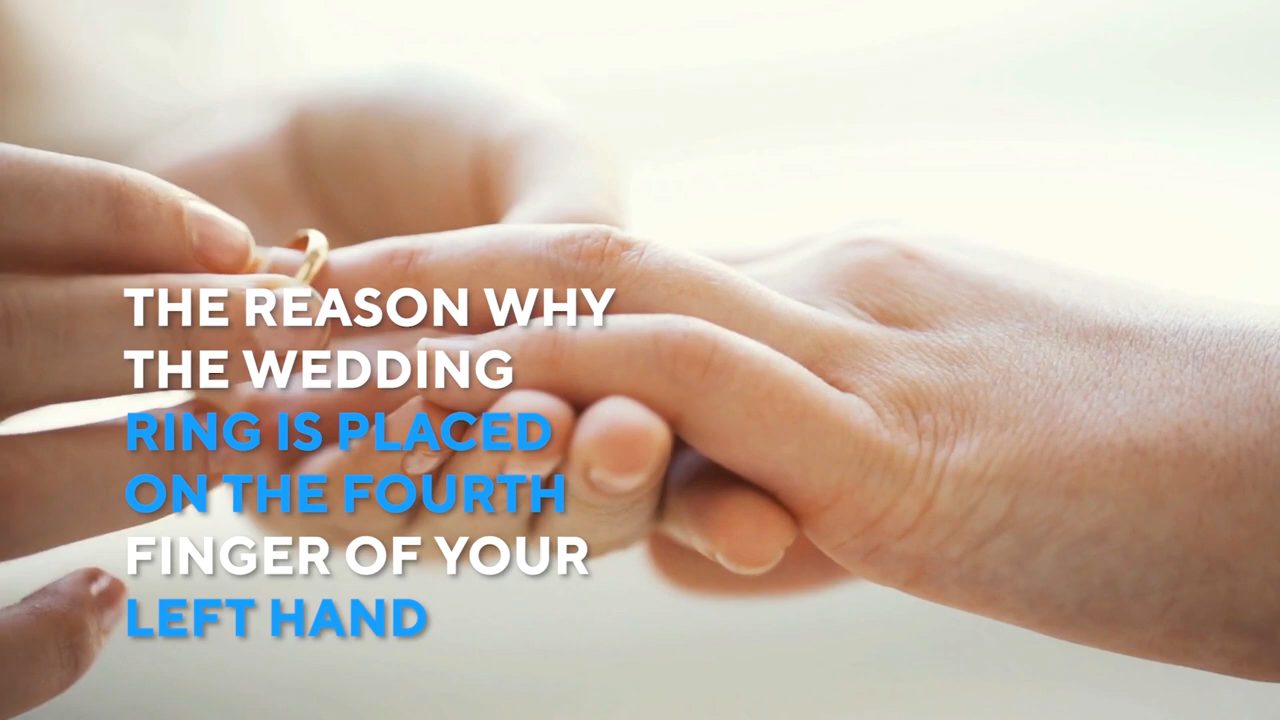 THE REASON WHY
THE WEDDING
RING IS PLACED
ON THE FOURTH
FINGER OF YOUR
LEFT HAND